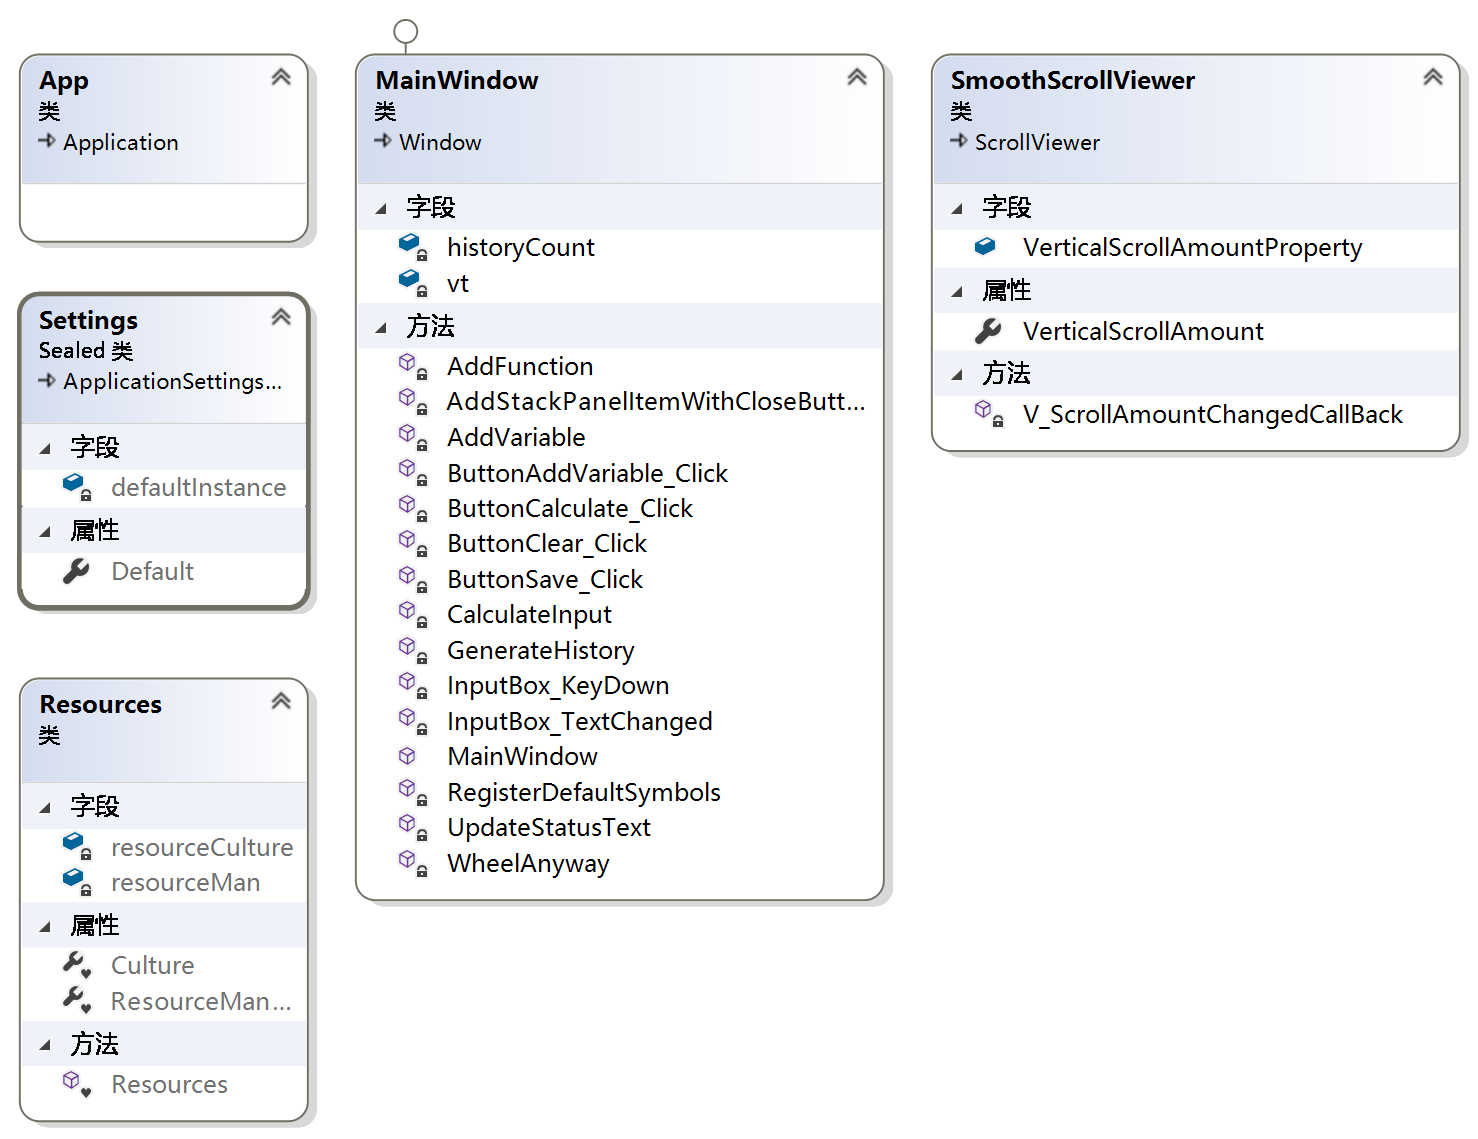 App
类
Application
Settings
Sealed 类
ApplicationSettings...
字段
defaultInstance
属性
Default
Resources
类
字段
resourceCulture
resourceMan
属性
Culture
ResourceMan...
方法
Resources
MainWindow
类
Window
字段
historyCount
vt
方法
AddFunction
AddStackPanelItemWithCloseButt...
AddVariable
ButtonAddVariable_Click
ButtonCalculate_Click
ButtonClear_Click
ButtonSave_Click
CalculateInput
GenerateHistory
InputBox_KeyDown
InputBox_TextChanged
MainWindow
RegisterDefaultSymbols
UpdateStatusText
WheelAnyway
SmoothScrollViewer
类
ScrollViewer
字段
VerticalScrollAmountProperty
属性
VerticalScrollAmount
方法
V_ScrollAmountChangedCallBack